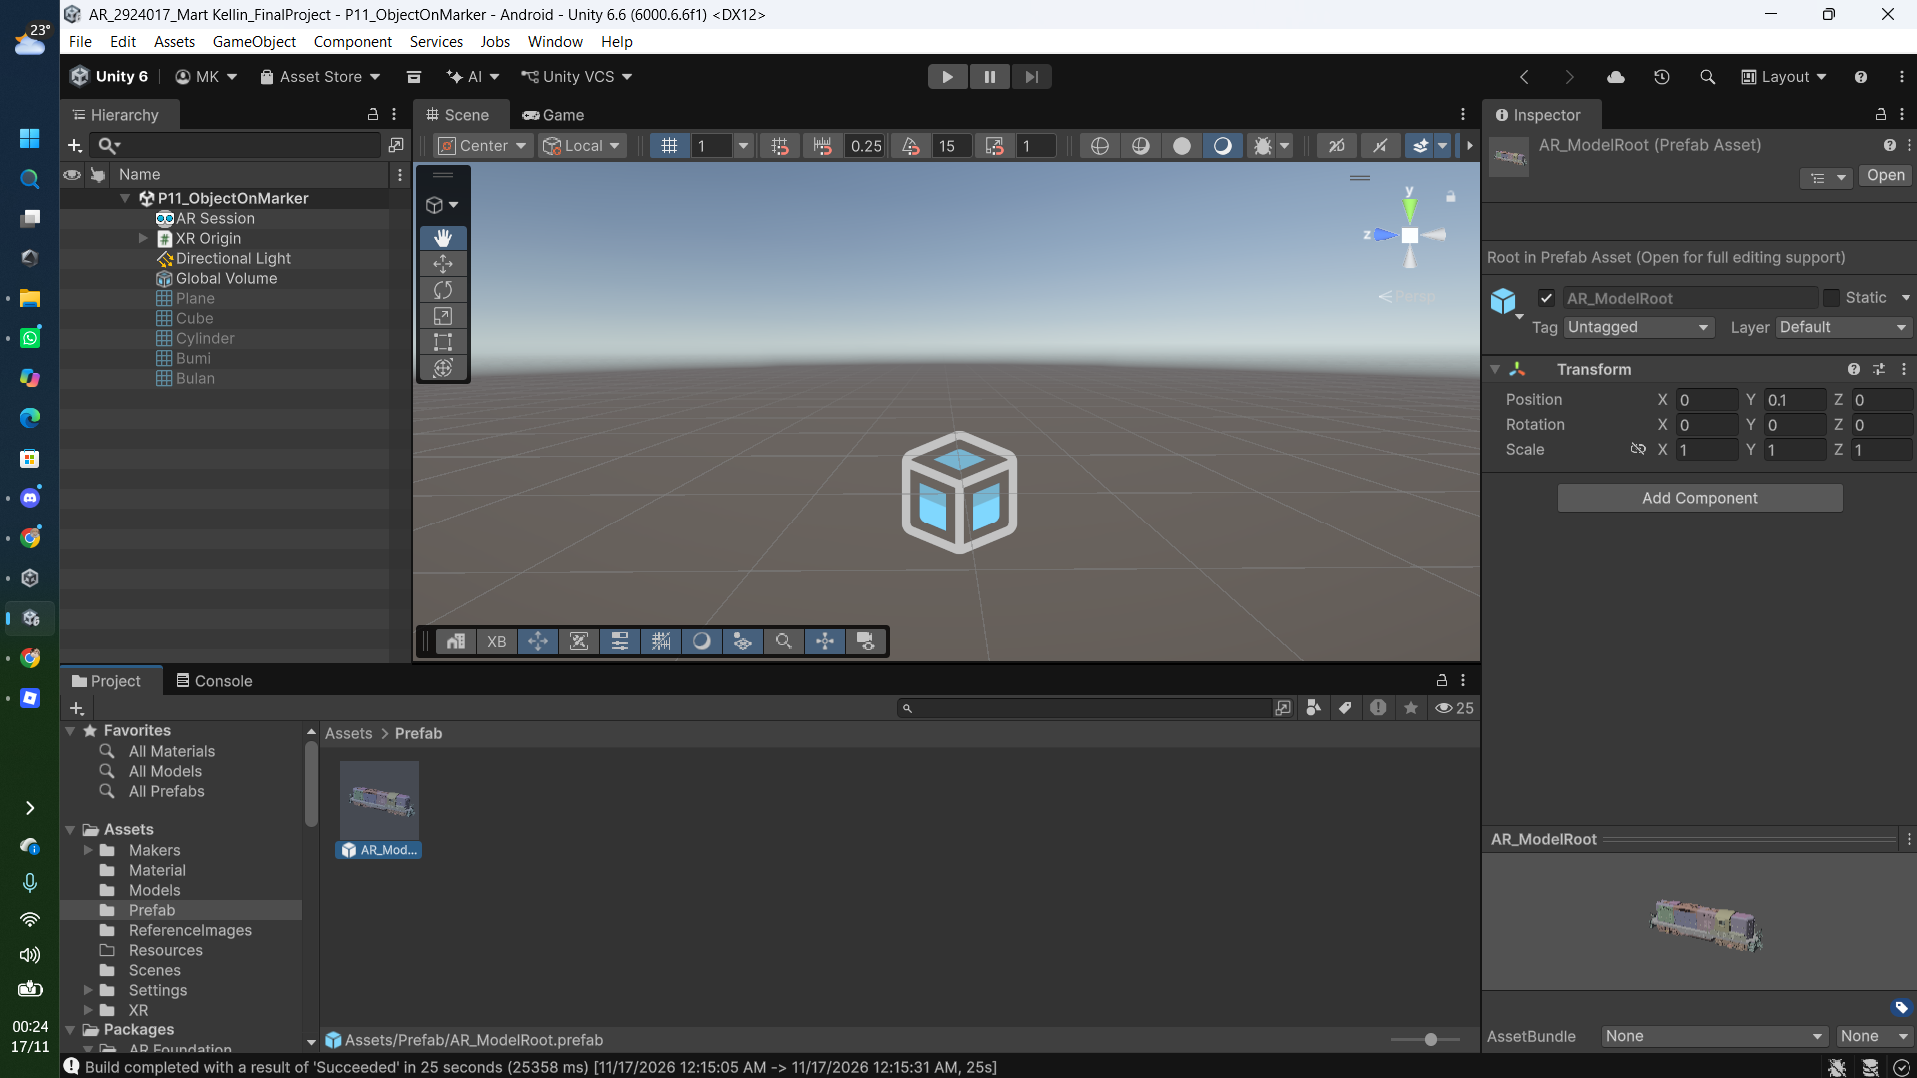 23°
AR_2924017_Mart Kellin_FinalProject - P11_ObjectOnMarker - Android - Unity 6.6 (6000.6.6f1) <DX12>
File Edit Assets GameObject Component Services Jobs Window Help
Unity 6 MK Asset Store AI Unity VCS Layout
Hierarchy
Scene Game
Inspector
Center Local 1 0.25 15 1
Name
P11_ObjectOnMarker
AR Session
XR Origin
Directional Light
Global Volume
Plane
Cube
Cylinder
Bumi
Bulan
y
z
Persp
XB
AR_ModelRoot (Prefab Asset)
Open
Root in Prefab Asset (Open for full editing support)
AR_ModelRoot Static
Tag Untagged Layer Default
Transform
Position X 0 Y 0.1 Z 0
Rotation X 0 Y 0 Z 0
Scale X 1 Y 1 Z 1
Add Component
Project Console
25
Favorites
All Materials
All Models
All Prefabs
Assets
Makers
Material
Models
Prefab
ReferenceImages
Resources
Scenes
Settings
XR
Packages
AR Foundation
Assets > Prefab
AR_Mod...
Assets/Prefab/AR_ModelRoot.prefab
AR_ModelRoot
AssetBundle None None
00:24
17/11
Build completed with a result of 'Succeeded' in 25 seconds (25358 ms) [11/17/2026 12:15:05 AM -> 11/17/2026 12:15:31 AM, 25s]